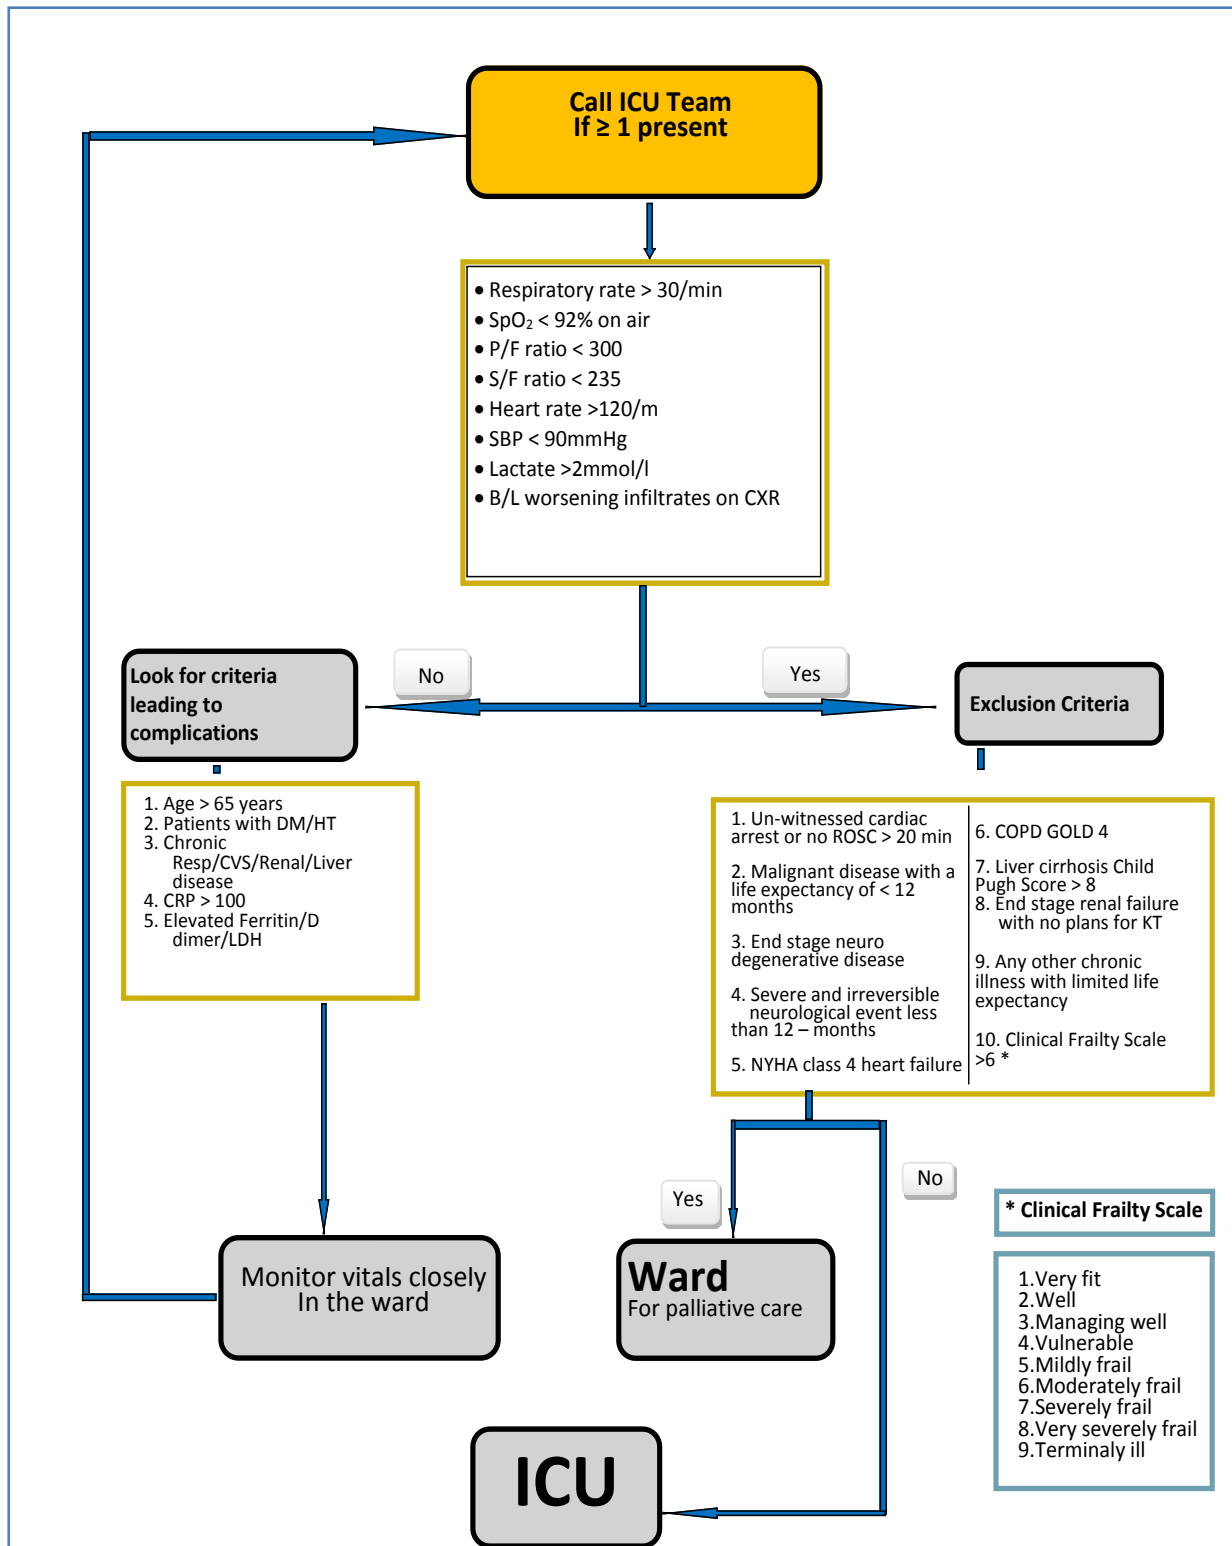 Call ICU Team
If ≥ 1 present
• Respiratory rate > 30/min
• SpO₂ < 92% on air
• P/F ratio < 300
• S/F ratio < 235
• Heart rate >120/m
• SBP < 90mmHg
• Lactate >2mmol/l
• B/L worsening infiltrates on CXR
No
Yes
Look for criteria
leading to
complications
Exclusion Criteria
1. Age > 65 years
2. Patients with DM/HT
3. Chronic
Resp/CVS/Renal/Liver
disease
4. CRP > 100
5. Elevated Ferritin/D
dimer/LDH
1. Un-witnessed cardiac
arrest or no ROSC > 20 min
2. Malignant disease with a
life expectancy of < 12
months
3. End stage neuro
degenerative disease
4. Severe and irreversible
neurological event less
than 12 – months
5. NYHA class 4 heart failure
6. COPD GOLD 4
7. Liver cirrhosis Child
Pugh Score > 8
8. End stage renal failure
with no plans for KT
9. Any other chronic
illness with limited life
expectancy
10. Clinical Frailty Scale
>6 *
Yes
No
Monitor vitals closely
In the ward
Ward
For palliative care
* Clinical Frailty Scale
1.Very fit
2.Well
3.Managing well
4.Vulnerable
5.Mildly frail
6.Moderately frail
7.Severely frail
8.Very severely frail
9.Terminaly ill
ICU